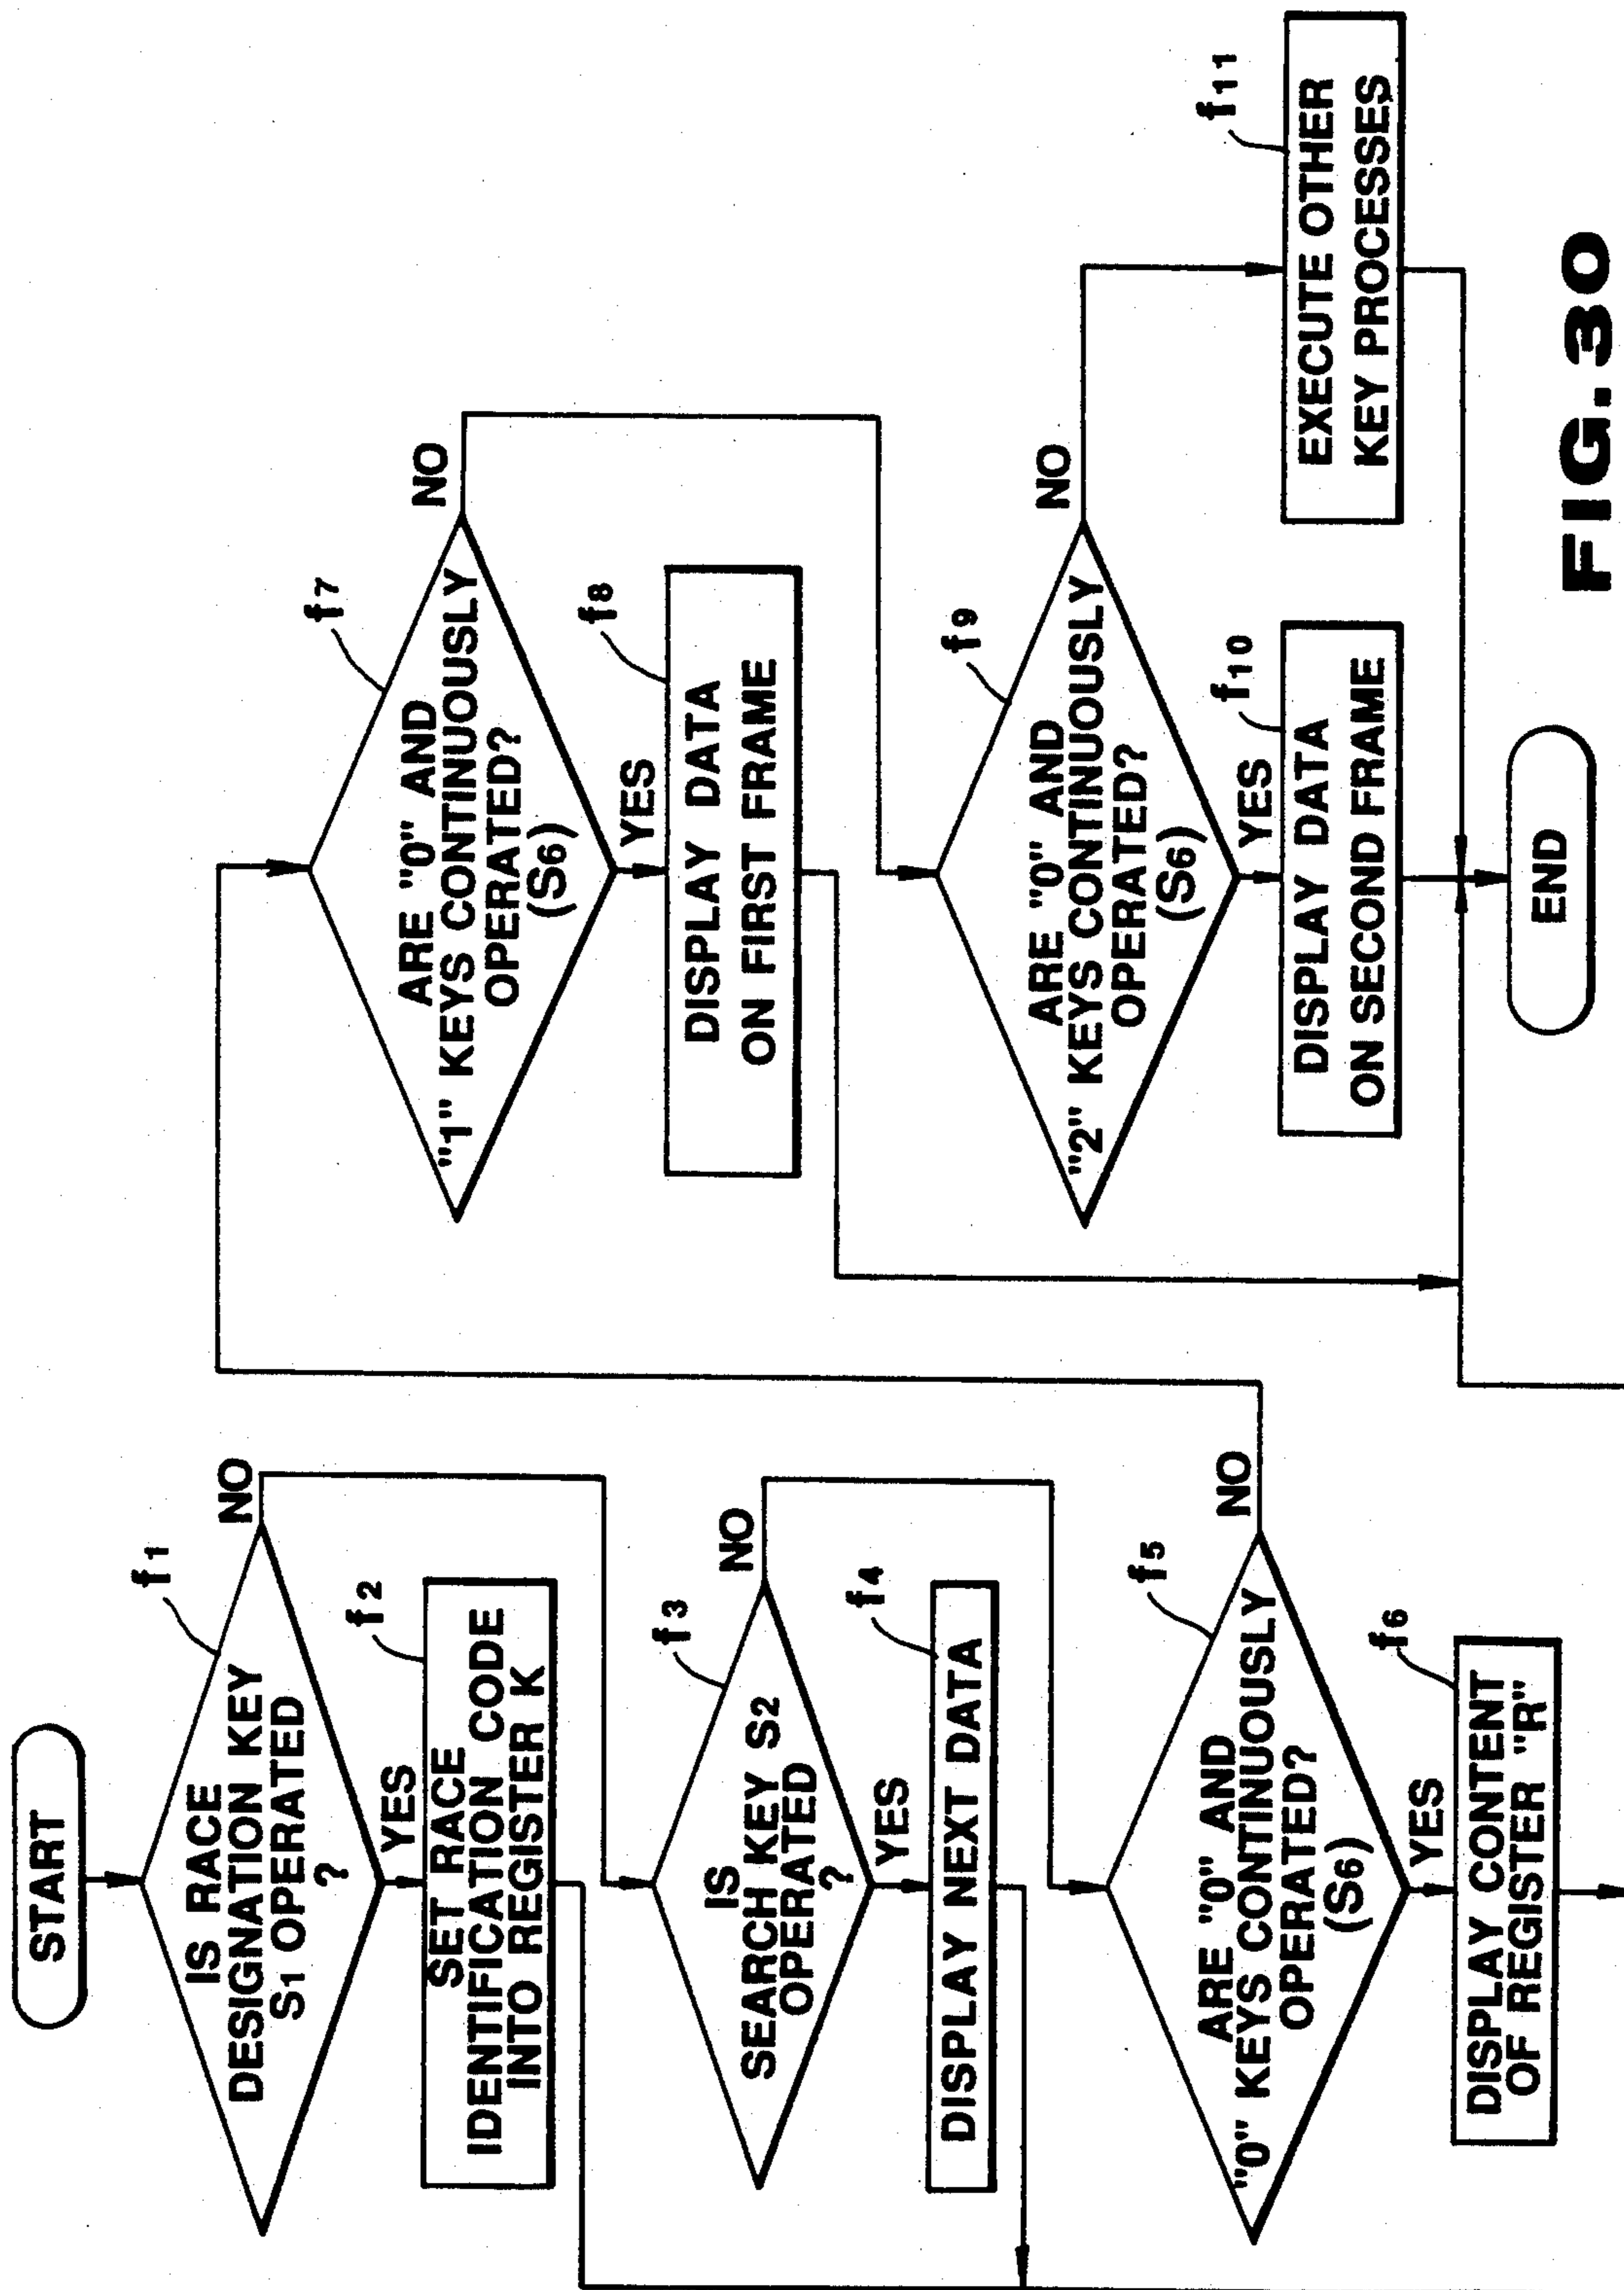 START
IS RACE
DESIGNATION KEY
S1 OPERATED
?
f1
NO
YES
SET RACE
IDENTIFICATION CODE
INTO REGISTER K
f2
IS
SEARCH KEY S2
OPERATED
?
f3
NO
YES
DISPLAY NEXT DATA
f4
ARE "0" AND
"0" KEYS CONTINUOUSLY
OPERATED?
(S6)
f5
NO
YES
DISPLAY CONTENT
OF REGISTER "R"
f6
ARE "0" AND
"1" KEYS CONTINUOUSLY
OPERATED?
(S6)
f7
NO
YES
DISPLAY DATA
ON FIRST FRAME
f8
ARE "0" AND
"2" KEYS CONTINUOUSLY
OPERATED?
(S6)
f9
NO
YES
DISPLAY DATA
ON SECOND FRAME
f10
EXECUTE OTHER
KEY PROCESSES
f11
END
FIG.30